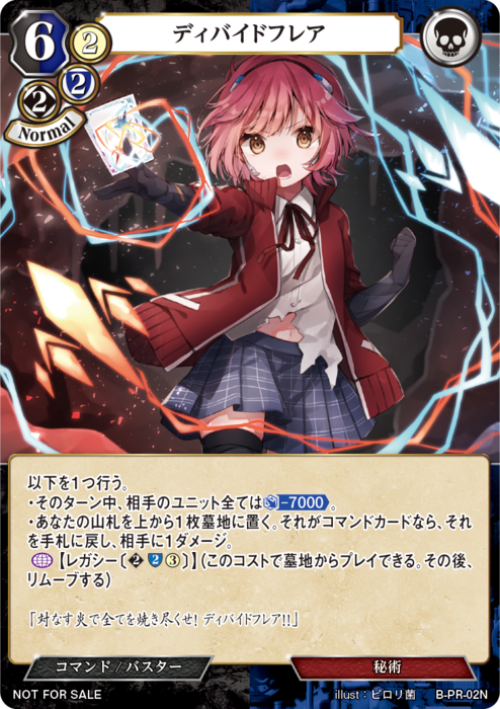 6
2
ディバイドフレア
2
2
Normal
以下を1つ行う。
・そのターン中、相手のユニット全ては-7000。
・あなたの山札を上から1枚墓地に置く。それがコマンドカードなら、それ
を手札に戻し、相手に1ダメージ。
【レガシー〔2 2 3〕】(このコストで墓地からプレイできる。その後、
リムーブする)
「対なす炎で全てを焼き尽くせ! ディバイドフレア!!」
コマンド / バスター
秘術
NOT FOR SALE
illust：ピロリ菌
B-PR-02N